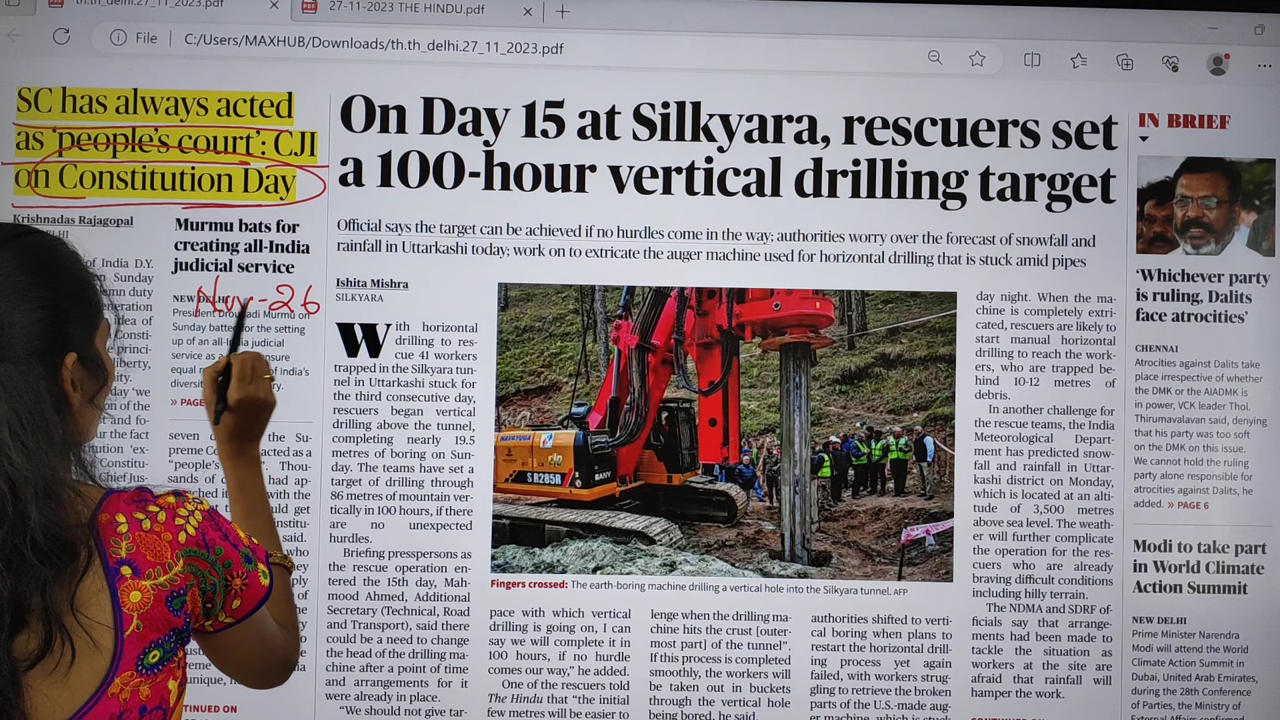 th.th_delhi.27_11_2023.pdf
27-11-2023 THE HINDU.pdf
File
C:/Users/MAXHUB/Downloads/th.th_delhi.27_11_2023.pdf
SC has always acted
as ‘people’s court’: CJI
on Constitution Day
Krishnadas Rajagopal
Murmu bats for
creating all-India
judicial service
Nov-26
NEW DELHI
President Droupadi Murmu on
Sunday batted for the setting
up of an all-India judicial
On Day 15 at Silkyara, rescuers set
a 100-hour vertical drilling target
Official says the target can be achieved if no hurdles come in the way; authorities worry over the forecast of snowfall and
rainfall in Uttarkashi today; work on to extricate the auger machine used for horizontal drilling that is stuck amid pipes
Ishita Mishra
SILKYARA
With horizontal
drilling to res-
cue 41 workers
trapped in the Silkyara tun-
nel in Uttarkashi stuck for
the third consecutive day,
rescuers began vertical
drilling above the tunnel,
completing nearly 19.5
metres of boring on Sun-
day. The teams have set a
target of drilling through
86 metres of mountain ver-
tically in 100 hours, if there
are no unexpected
hurdles.
Briefing presspersons as
the rescue operation en-
tered the 15th day, Mah-
mood Ahmed, Additional
Secretary (Technical, Road
and Transport), said there
could be a need to change
the head of the drilling ma-
chine after a point of time
and arrangements for it
were already in place.
“We should not give tar-
NAVAYUGA
SANY
SR285R
Fingers crossed: The earth-boring machine drilling a vertical hole into the Silkyara tunnel. AFP
pace with which vertical
drilling is going on, I can
say we will complete it in
100 hours, if no hurdle
comes our way,” he added.
One of the rescuers told
The Hindu that “the initial
few metres will be easier to
lenge when the drilling ma-
chine hits the crust [outer-
most part] of the tunnel”.
If this process is completed
smoothly, the workers will
be taken out in buckets
through the vertical hole
being bored, he said.
authorities shifted to verti-
cal boring when plans to
restart the horizontal drill-
ing process yet again
failed, with workers strug-
gling to retrieve the broken
parts of the U.S.-made aug-
er machine, which is stuck
day night. When the ma-
chine is completely extri-
cated, rescuers are likely to
start manual horizontal
drilling to reach the work-
ers, who are trapped be-
hind 10-12 metres of
debris.
In another challenge for
the rescue teams, the India
Meteorological Depart-
ment has predicted snow-
fall and rainfall in Uttar-
kashi district on Monday,
which is located at an alti-
tude of 3,500 metres
above sea level. The weath-
er will further complicate
the operation for the res-
cuers who are already
braving difficult conditions
including hilly terrain.
The NDMA and SDRF of-
ficials say that arrange-
ments had been made to
tackle the situation as
workers at the site are
afraid that rainfall will
hamper the work.
IN BRIEF
‘Whichever party
is ruling, Dalits
face atrocities’
CHENNAI
Atrocities against Dalits take
place irrespective of whether
the DMK or the AIADMK is
in power, VCK leader Thol.
Thirumavalavan said, denying
that his party was too soft
on the DMK on this issue.
We cannot hold the ruling
party alone responsible for
atrocities against Dalits, he
added. » PAGE 6
Modi to take part
in World Climate
Action Summit
NEW DELHI
Prime Minister Narendra
Modi will attend the World
Climate Action Summit in
Dubai, United Arab Emirates,
during the 28th Conference
of Parties, the Ministry of
External Affairs confirmed